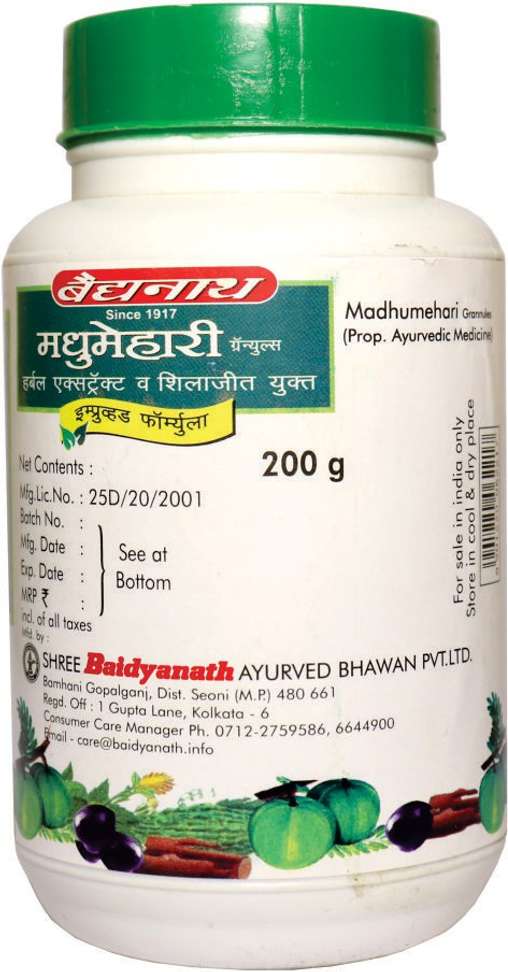 बैद्यनाथ
Since 1917
मधुमेहारी ग्रॅन्युल्स
हर्बल एक्सट्रॅक्ट व शिलाजीत युक्त
इम्प्रुव्हड फॉर्म्युला
Madhumehari Grannules
(Prop. Ayurvedic Medicine)
Net Contents : 200 g
Mfg.Lic.No. : 25D/20/2001
Batch No. :
Mfg. Date :
Exp. Date :
MRP ₹ :
incl. of all taxes
See at
Bottom
For sale in india only
Store in cool & dry place
Mfd. by :
SHREE Baidyanath AYURVED BHAWAN PVT.LTD.
Bamhani Gopalganj, Dist. Seoni (M.P.) 480 661
Regd. Off : 1 Gupta Lane, Kolkata - 6
Consumer Care Manager Ph. 0712-2759586, 6644900
Email - care@baidyanath.info